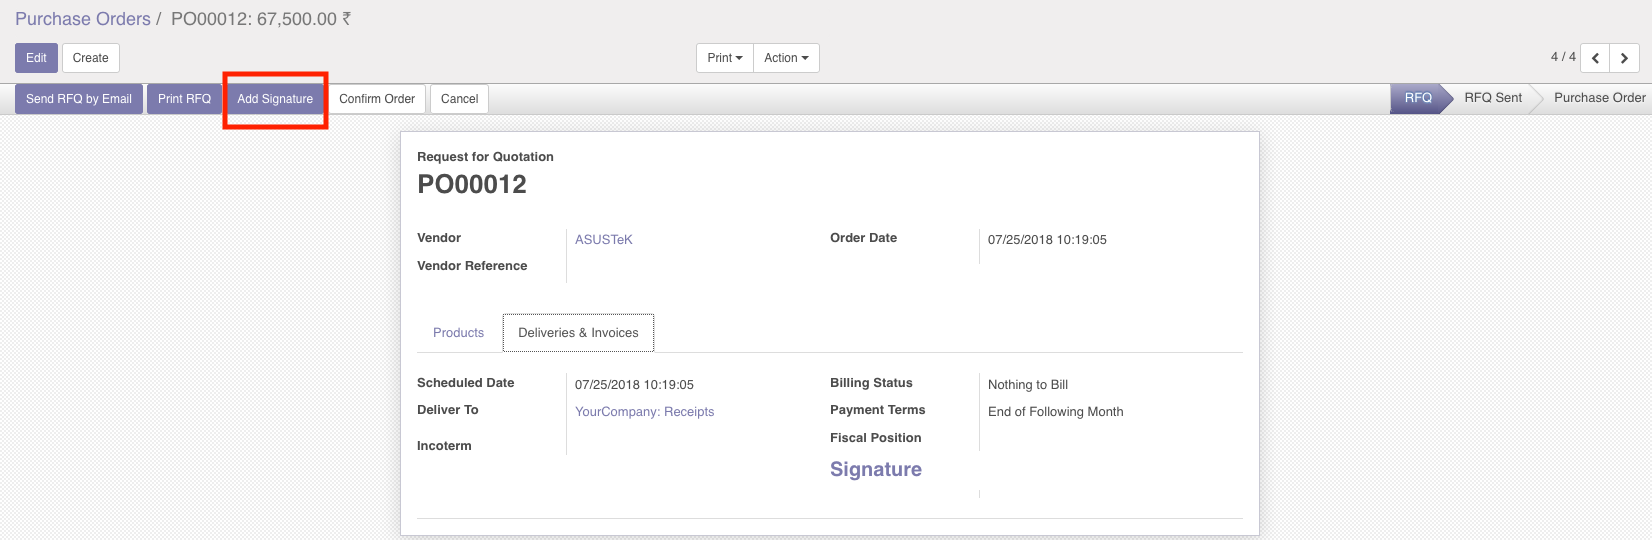 Purchase Orders / PO00012: 67,500.00 ₹
Edit Create Print Action 4 / 4
Send RFQ by Email Print RFQ Add Signature Confirm Order Cancel RFQ RFQ Sent Purchase Order
Request for Quotation
PO00012
Vendor ASUSTeK Order Date 07/25/2018 10:19:05
Vendor Reference
Products Deliveries & Invoices
Scheduled Date 07/25/2018 10:19:05 Billing Status Nothing to Bill
Deliver To YourCompany: Receipts Payment Terms End of Following Month
Fiscal Position
Incoterm
Signature